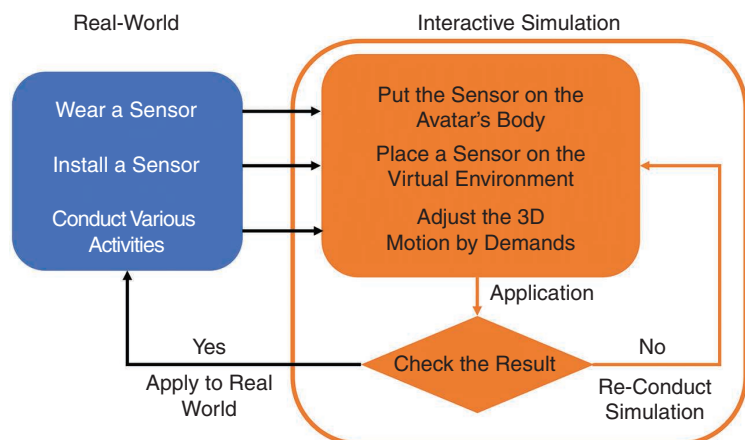 Real-World
Interactive Simulation
Wear a Sensor
Install a Sensor
Conduct Various
Activities
Put the Sensor on the
Avatar's Body
Place a Sensor on the
Virtual Environment
Adjust the 3D
Motion by Demands
Application
Check the Result
Yes
Apply to Real
World
No
Re-Conduct
Simulation